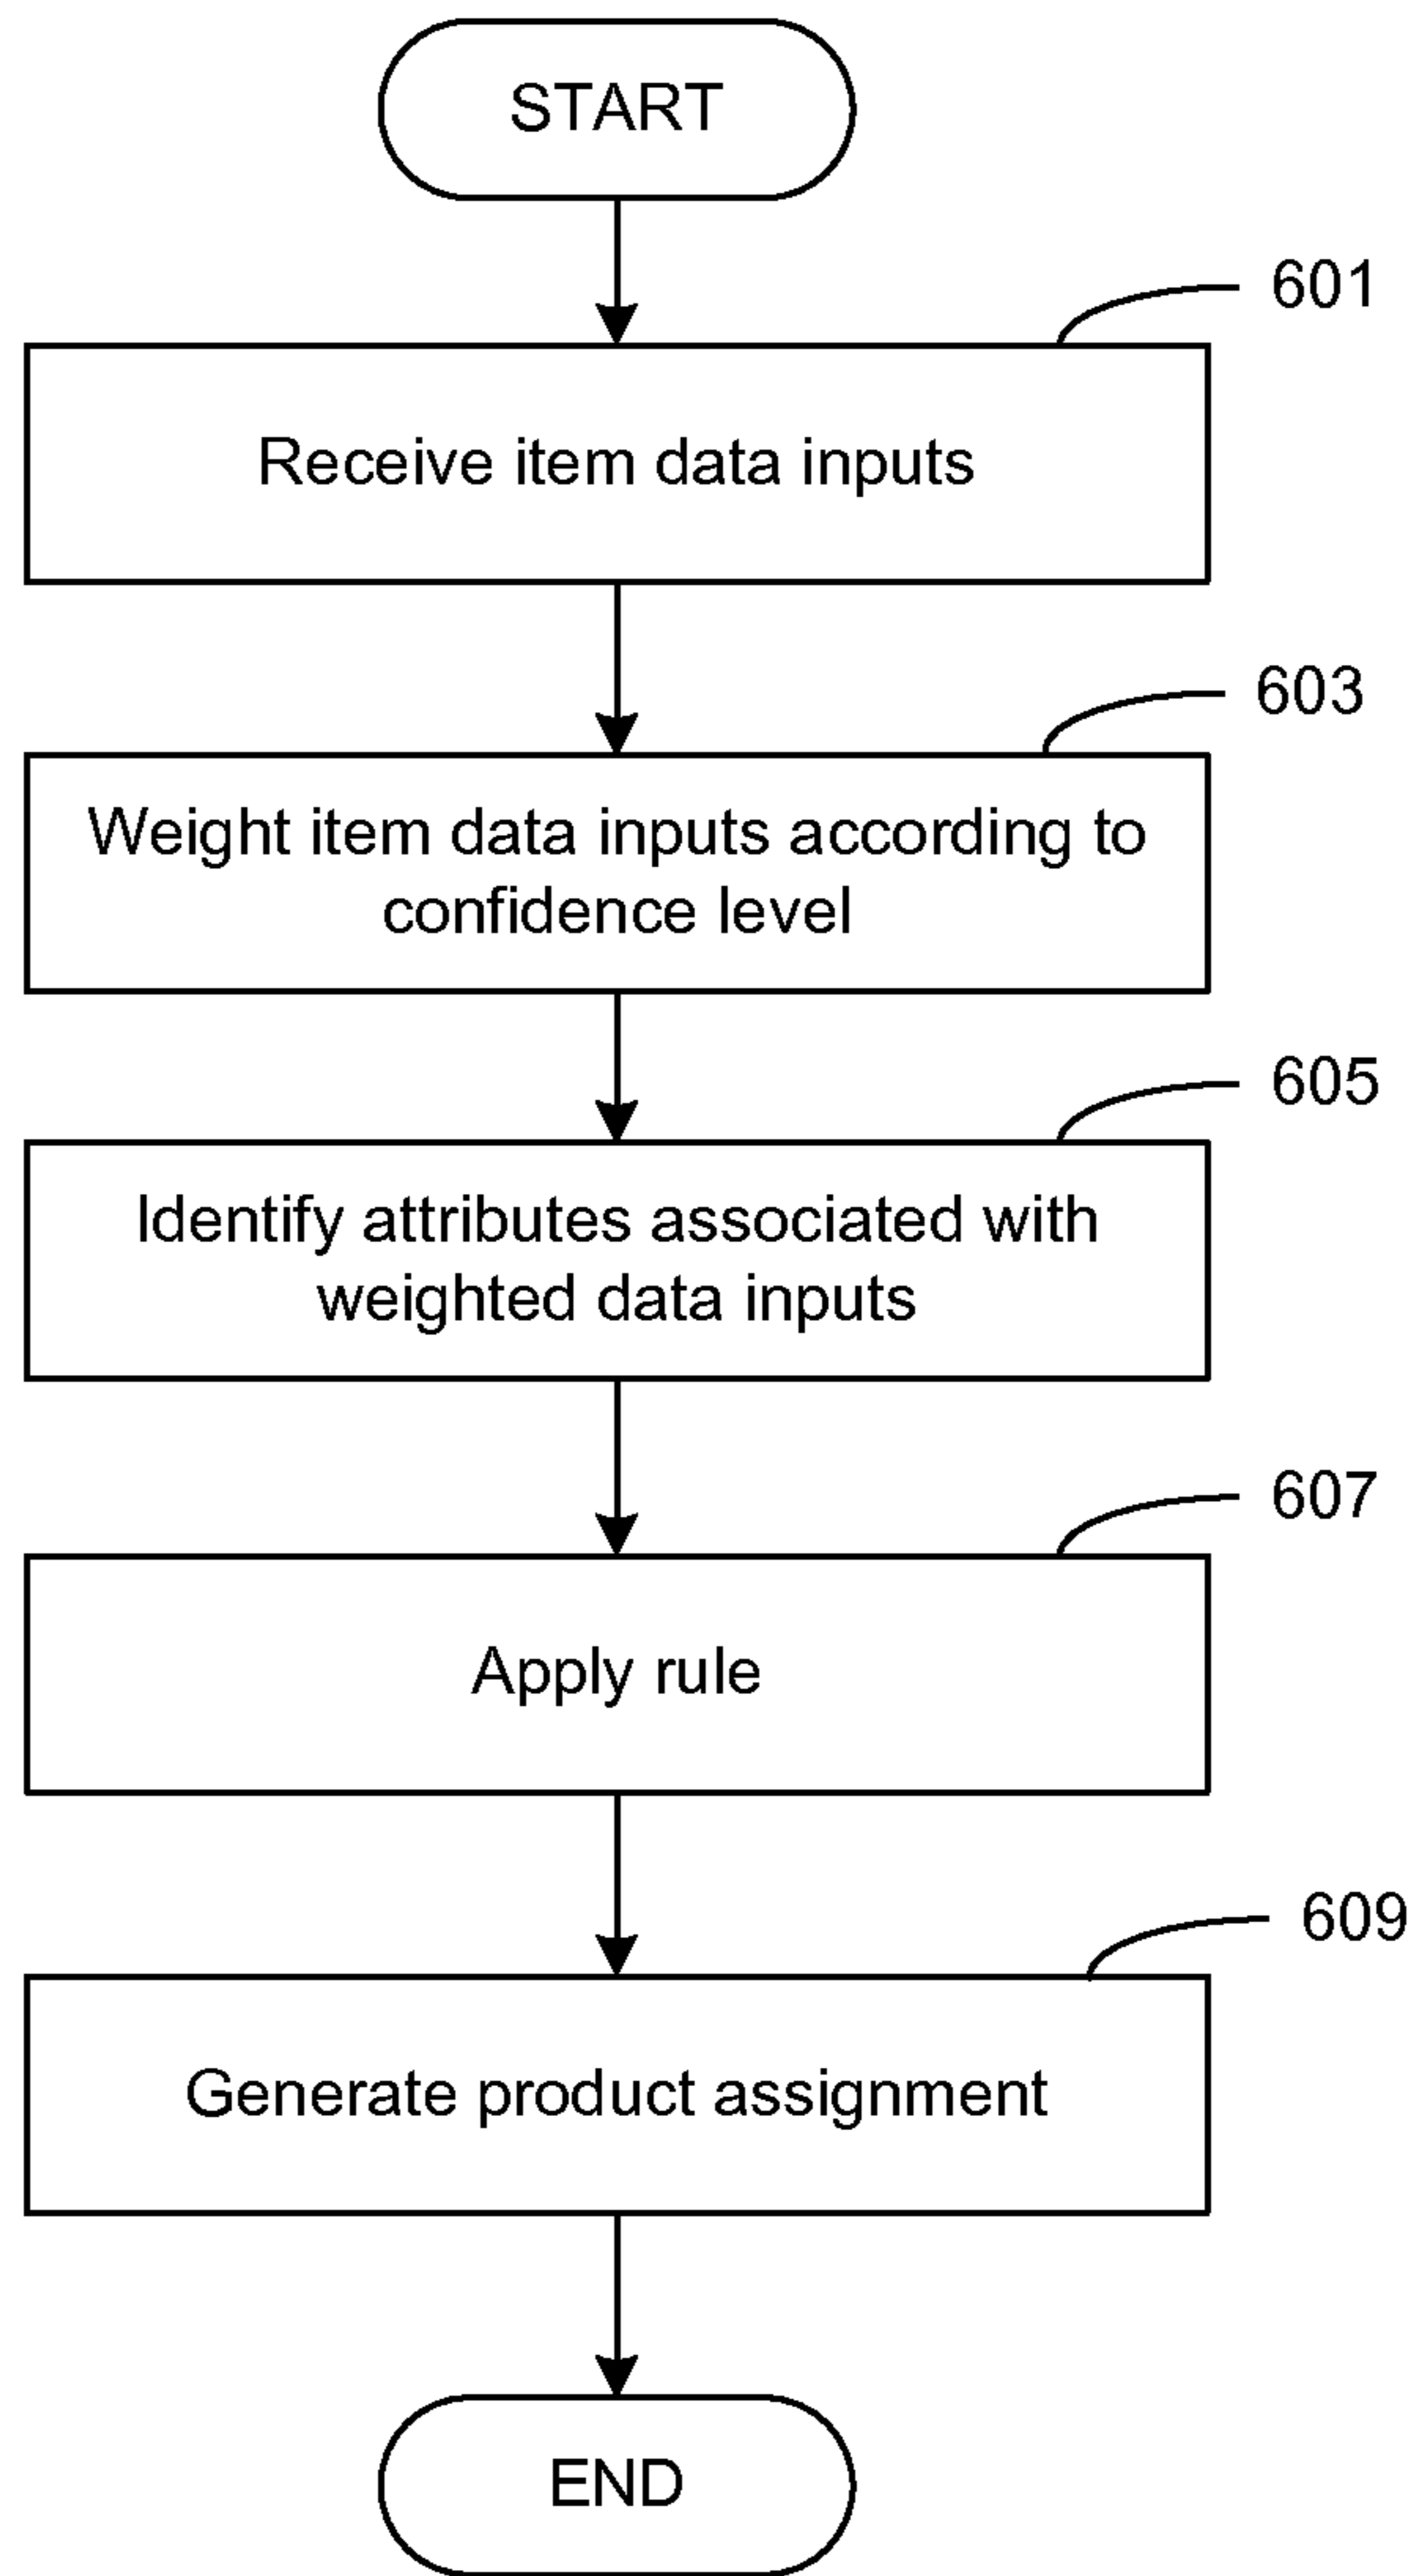 START
601
Receive item data inputs
603
Weight item data inputs according to
confidence level
605
Identify attributes associated with
weighted data inputs
607
Apply rule
609
Generate product assignment
END